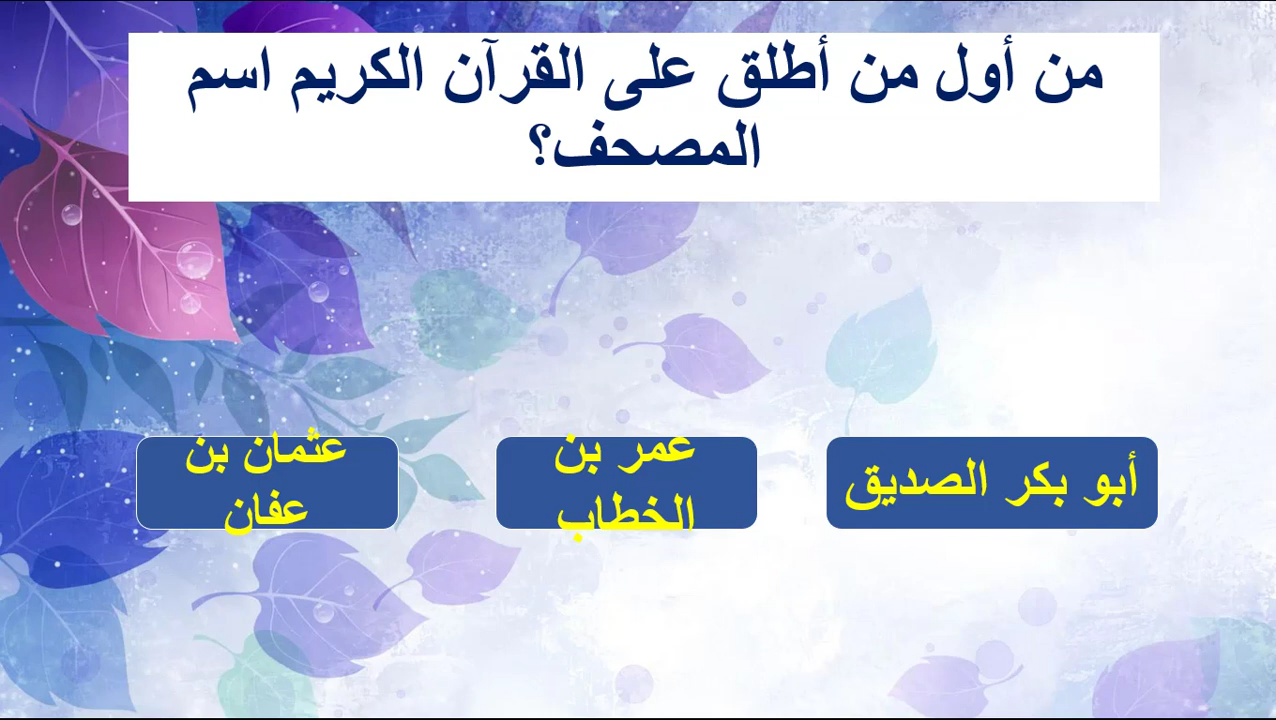 من أول من أطلق على القرآن الكريم اسم
المصحف؟
أبو بكر الصديق
عمر بن
الخطاب
عثمان بن
عفان